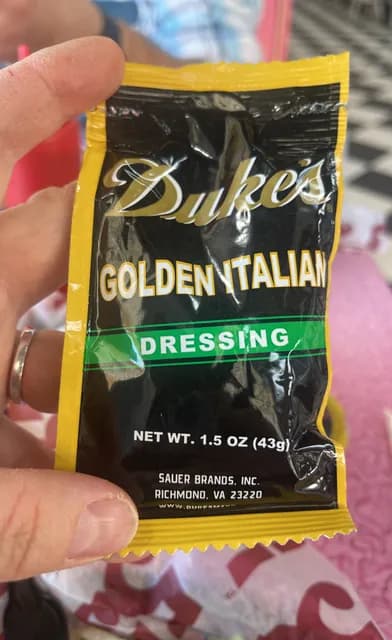 Duke's
GOLDEN ITALIAN
DRESSING
NET WT. 1.5 OZ (43g)
SAUER BRANDS, INC.
RICHMOND, VA 23220